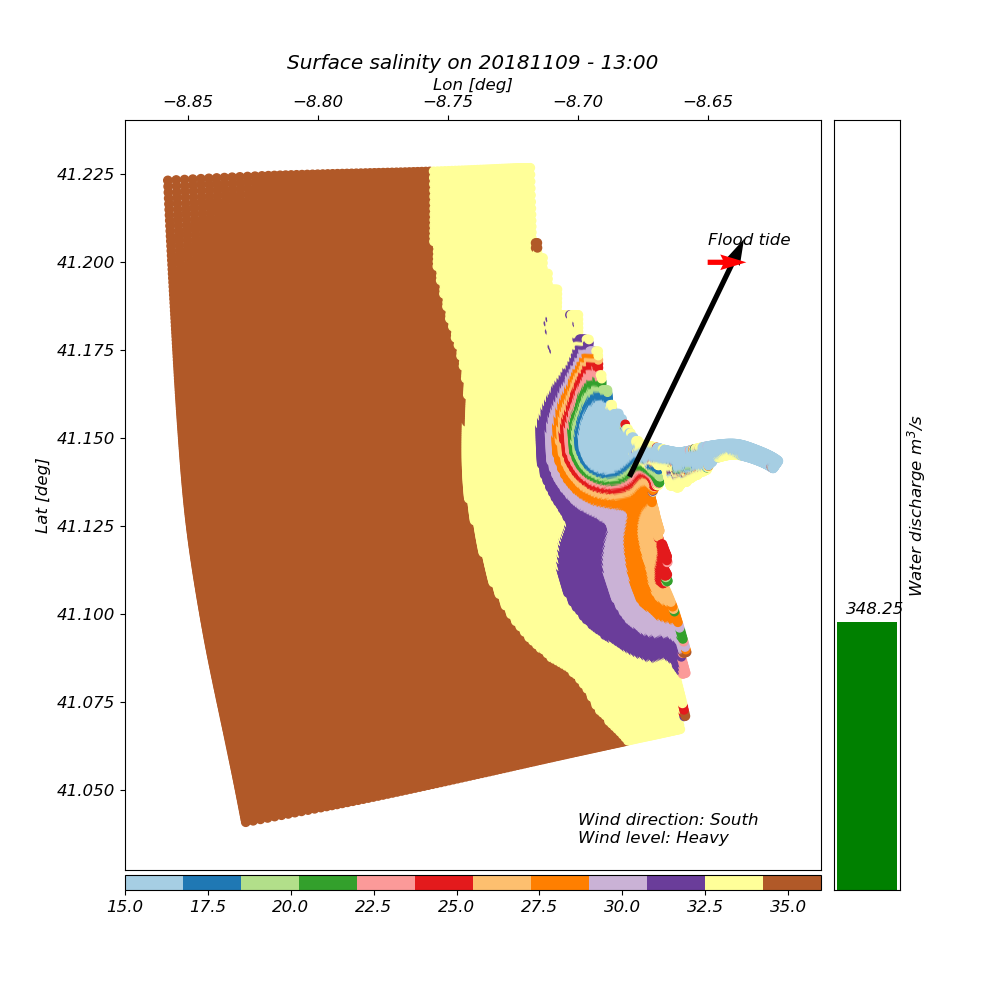 Surface salinity on 20181109 - 13:00
Lon [deg]
−8.85 −8.80 −8.75 −8.70 −8.65
41.225
41.200
41.175
41.150
41.125
41.100
41.075
41.050
Lat [deg]
Flood tide
Wind direction: South
Wind level: Heavy
15.0 17.5 20.0 22.5 25.0 27.5 30.0 32.5 35.0
348.25
Water discharge m³/s